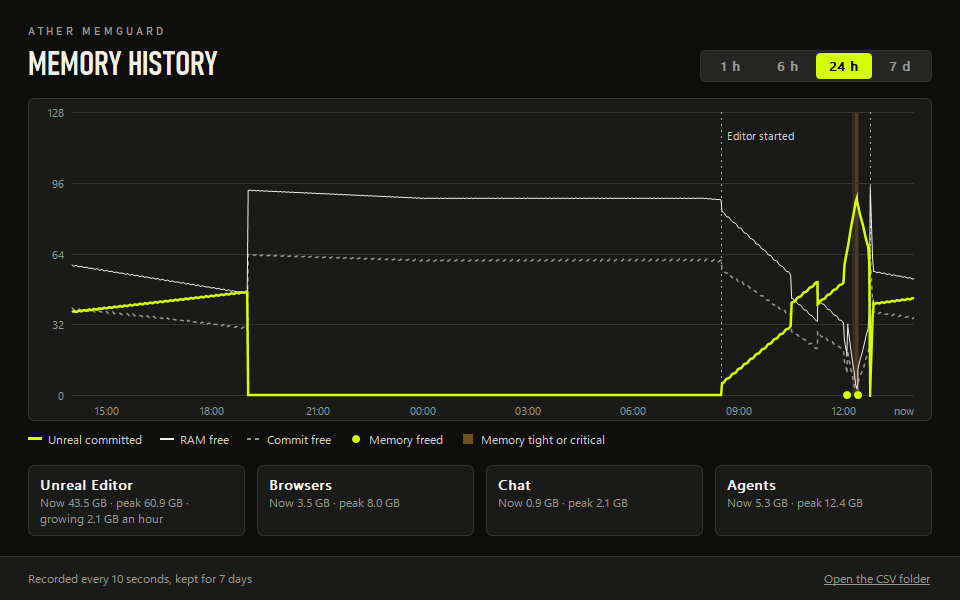 ATHER MEMGUARD
MEMORY HISTORY
1 h 6 h 24 h 7 d
128
Editor started
96
64
32
0
15:00 18:00 21:00 00:00 03:00 06:00 09:00 12:00 now
Unreal committed RAM free Commit free Memory freed Memory tight or critical
Unreal Editor
Now 43.5 GB · peak 60.9 GB ·
growing 2.1 GB an hour
Browsers
Now 3.5 GB · peak 8.0 GB
Chat
Now 0.9 GB · peak 2.1 GB
Agents
Now 5.3 GB · peak 12.4 GB
Recorded every 10 seconds, kept for 7 days
Open the CSV folder